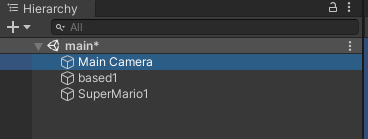 Hierarchy
All
main*
Main Camera
based1
SuperMario1